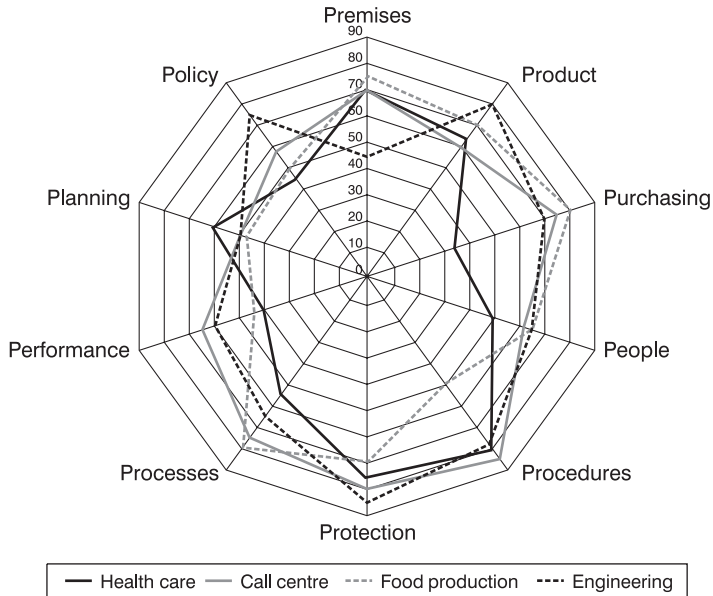 Premises
90
80
70
60
50
40
30
20
10
0
Policy
Product
Planning
Purchasing
Performance
People
Processes
Procedures
Protection
Health care
Call centre
Food production
Engineering